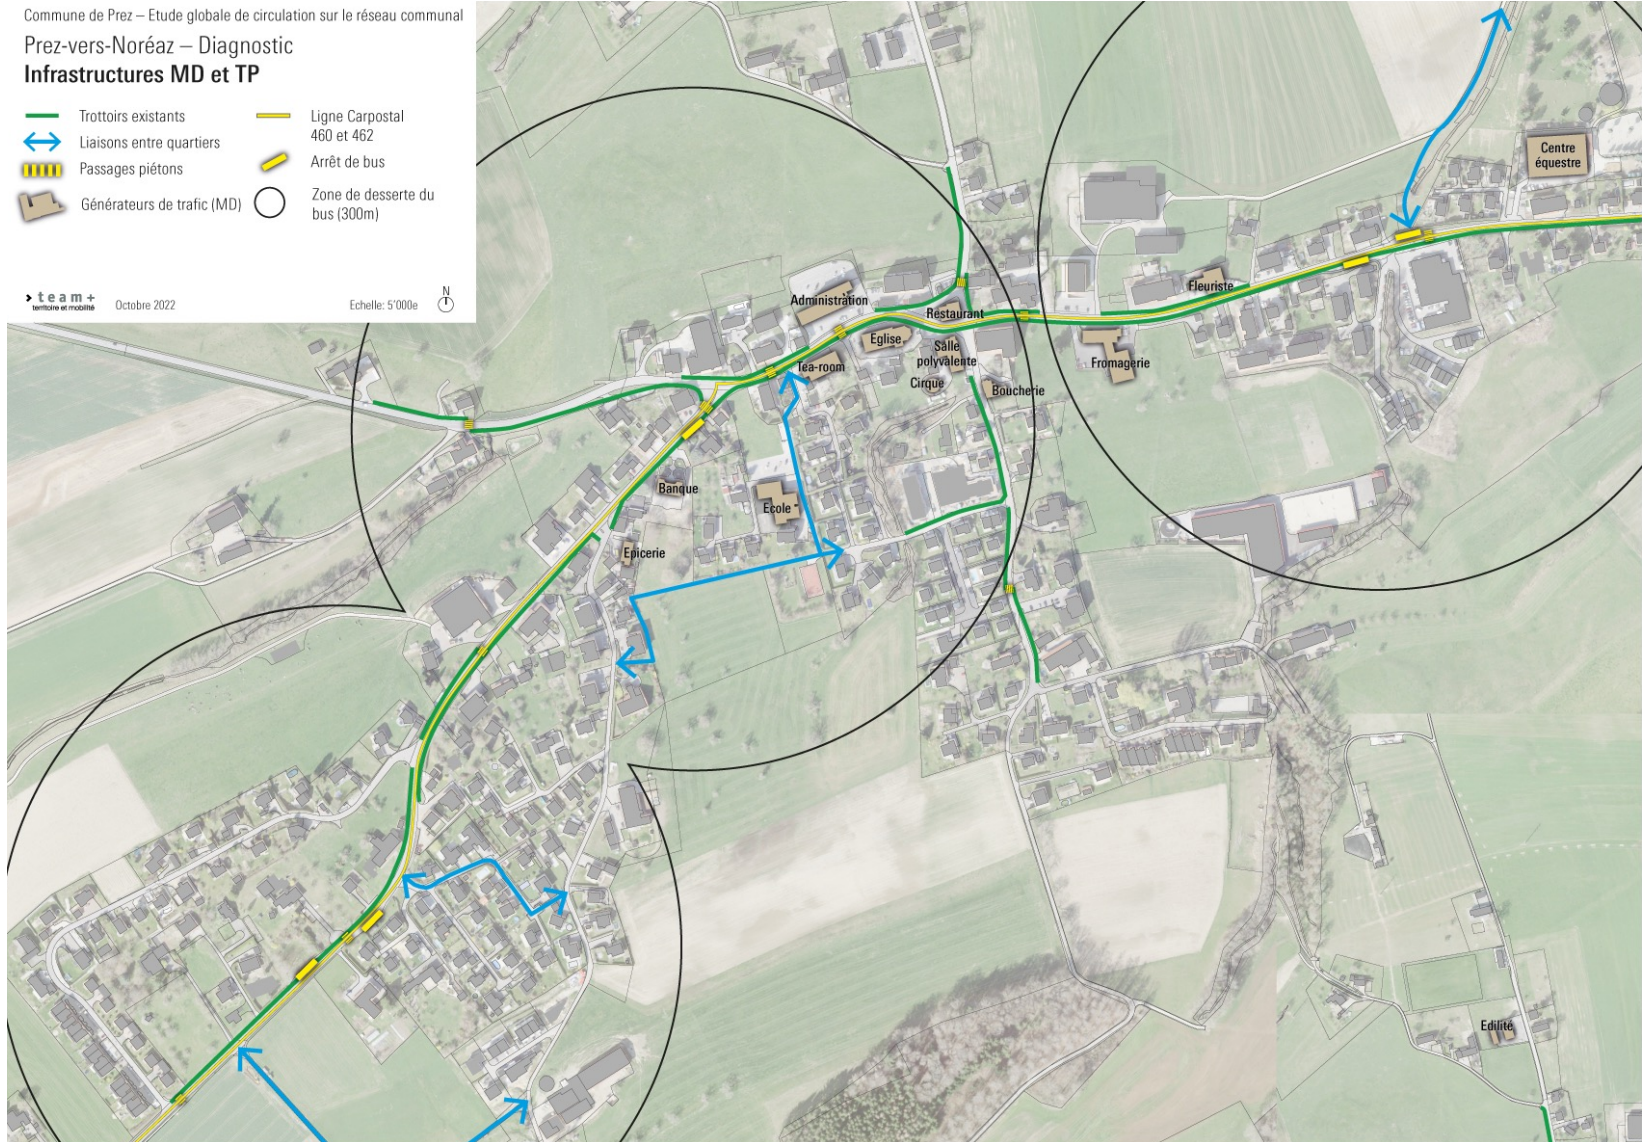 Commune de Prez – Etude globale de circulation sur le réseau communal
Prez-vers-Noréaz – Diagnostic
Infrastructures MD et TP
Trottoirs existants
Liaisons entre quartiers
Passages piétons
Générateurs de trafic (MD)
Ligne Carpostal
460 et 462
Arrêt de bus
Zone de desserte du
bus (300m)
team+
territoire et mobilité
Octobre 2022
Echelle: 5'000e
N
Centre
équestre
Fleuriste
Administration
Restaurant
Eglise
Salle
polyvalente
Tea-room
Cirque
Boucherie
Fromagerie
Banque
Ecole
Epicerie
Edilité